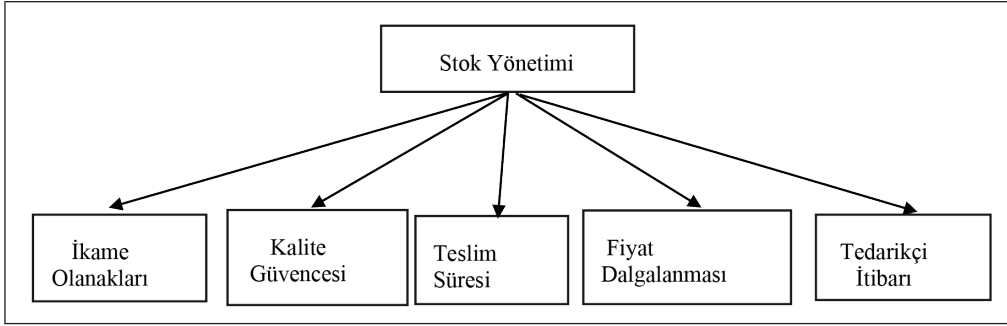 Stok Yönetimi
İkame
Olanakları
Kalite
Güvencesi
Teslim
Süresi
Fiyat
Dalgalanması
Tedarikçi
İtibarı